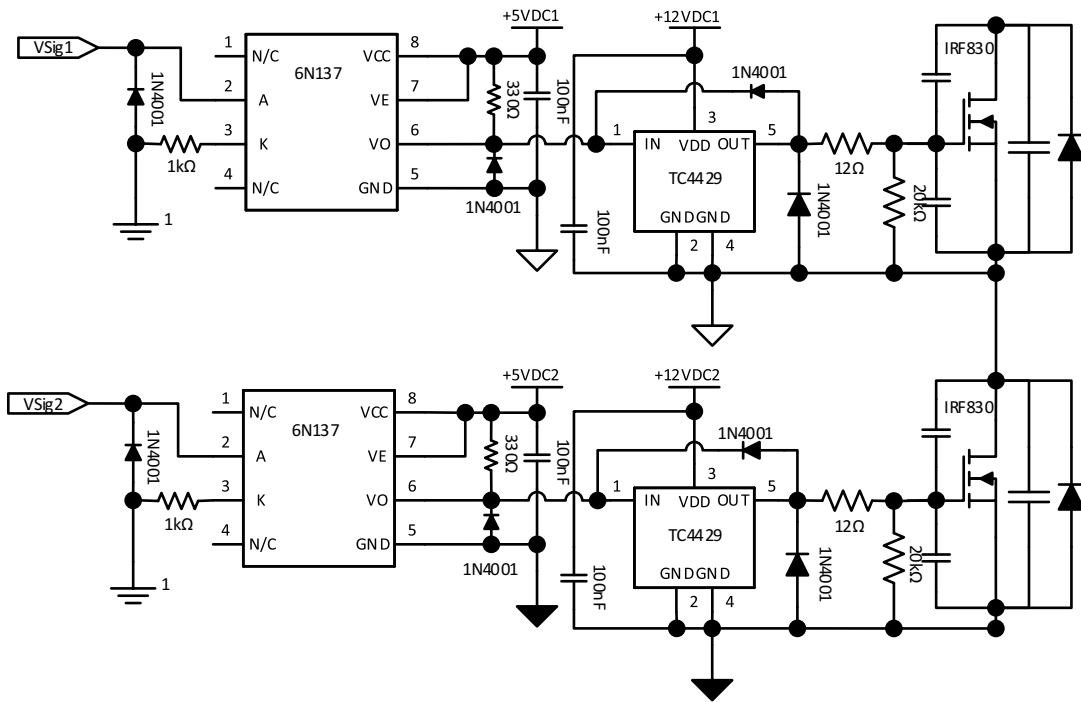 +5VDC1
+12VDC1
VSig1
1N4001
1kΩ
1
1
N/C
2
A
3
K
4
N/C
6N137
VCC
8
VE
7
VO
6
GND
5
330Ω
100nF
1N4001
100nF
1N4001
1
IN
VDD
3
OUT
5
TC4429
GND
GND
2
4
1N4001
12Ω
20kΩ
IRF830
+5VDC2
+12VDC2
VSig2
1N4001
1kΩ
1
1
N/C
2
A
3
K
4
N/C
6N137
VCC
8
VE
7
VO
6
GND
5
330Ω
100nF
1N4001
100nF
1N4001
1
IN
VDD
3
OUT
5
TC4429
GND
GND
2
4
1N4001
12Ω
20kΩ
IRF830